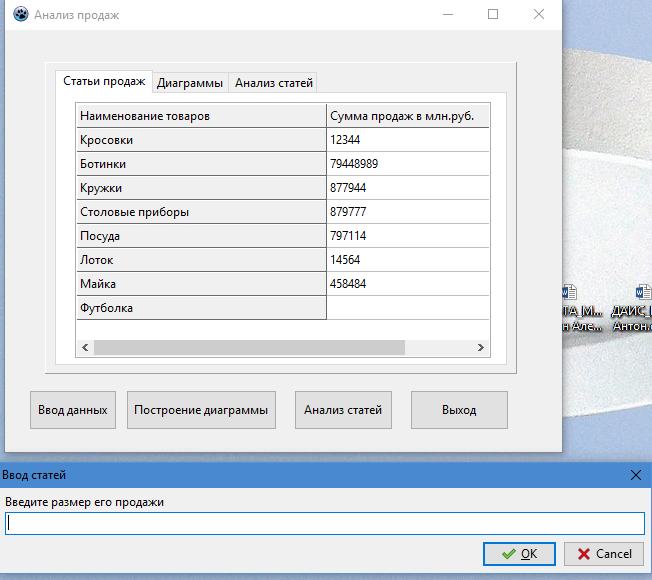 Анализ продаж
Статьи продаж Диаграммы Анализ статей
Наименование товаров Сумма продаж в млн.руб.
Кросовки 12344
Ботинки 79448989
Кружки 877944
Столовые приборы 879777
Посуда 797114
Лоток 14564
Майка 458484
Футболка
Ввод данных Построение диаграммы Анализ статей Выход
ТА_М... ДАИС_
н Але... Антон.
Ввод статей
Введите размер его продажи
OK Cancel